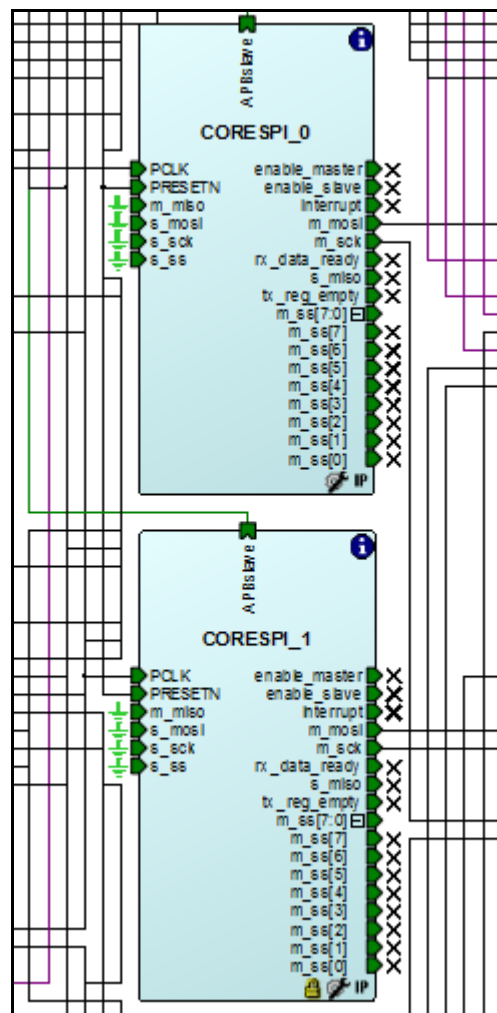 APBslave
CORESPI_0
PCLK enable_master
PRESETN enable_slave
m_miso Interrupt
s_mosi m_mosi
s_sck m_sck
s_ss rx_data_ready
s_miso
tx_reg_empty
m_ss[7:0]
m_ss[7]
m_ss[6]
m_ss[5]
m_ss[4]
m_ss[3]
m_ss[2]
m_ss[1]
m_ss[0]
IP
APBslave
CORESPI_1
PCLK enable_master
PRESETN enable_slave
m_miso Interrupt
s_mosi m_mosi
s_sck m_sck
s_ss rx_data_ready
s_miso
tx_reg_empty
m_ss[7:0]
m_ss[7]
m_ss[6]
m_ss[5]
m_ss[4]
m_ss[3]
m_ss[2]
m_ss[1]
m_ss[0]
IP